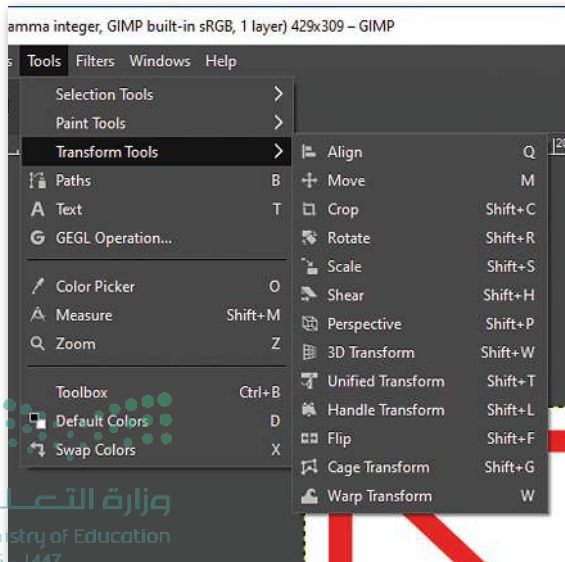 amma integer, GIMP built-in sRGB, 1 layer) 429x309 – GIMP
s Tools Filters Windows Help
Selection Tools >
Paint Tools >
Transform Tools >
Paths B
A Text T
G GEGL Operation...
Color Picker O
Measure Shift+M
Zoom Z
Toolbox Ctrl+B
Default Colors D
Swap Colors X
Align Q
Move M
Crop Shift+C
Rotate Shift+R
Scale Shift+S
Shear Shift+H
Perspective Shift+P
3D Transform Shift+W
Unified Transform Shift+T
Handle Transform Shift+L
Flip Shift+F
Cage Transform Shift+G
Warp Transform W
20
وزارة التعـلـ
istry of Education
1447